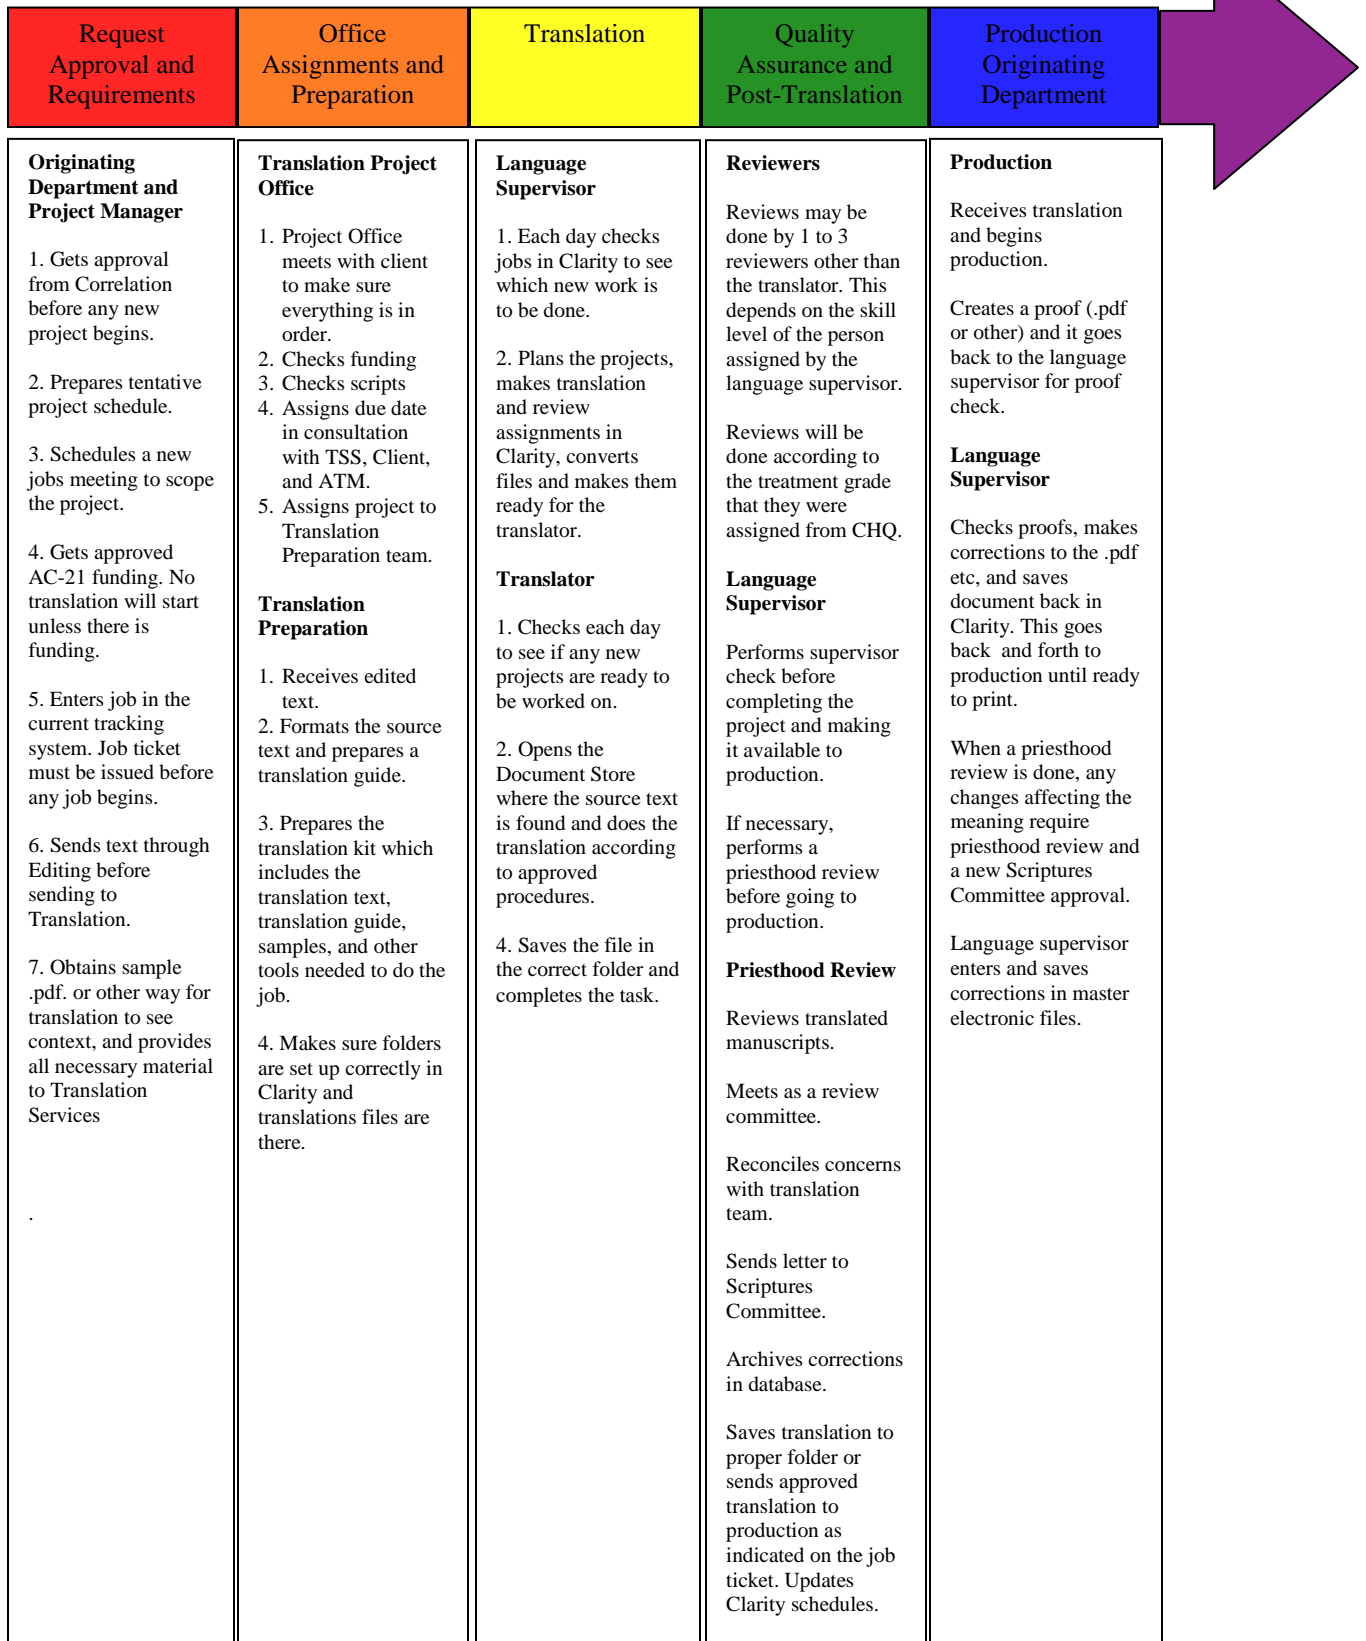 Request
Approval and
Requirements
Office
Assignments and
Preparation
Translation
Quality
Assurance and
Post-Translation
Production
Originating
Department
Originating
Department and
Project Manager
1. Gets approval
from Correlation
before any new
project begins.
2. Prepares tentative
project schedule.
3. Schedules a new
jobs meeting to scope
the project.
4. Gets approved
AC-21 funding. No
translation will start
unless there is
funding.
5. Enters job in the
current tracking
system. Job ticket
must be issued before
any job begins.
6. Sends text through
Editing before
sending to
Translation.
7. Obtains sample
.pdf. or other way for
translation to see
context, and provides
all necessary material
to Translation
Services
.
Translation Project
Office
1. Project Office
meets with client
to make sure
everything is in
order.
2. Checks funding
3. Checks scripts
4. Assigns due date
in consultation
with TSS, Client,
and ATM.
5. Assigns project to
Translation
Preparation team.
Translation
Preparation
1. Receives edited
text.
2. Formats the source
text and prepares a
translation guide.
3. Prepares the
translation kit which
includes the
translation text,
translation guide,
samples, and other
tools needed to do the
job.
4. Makes sure folders
are set up correctly in
Clarity and
translations files are
there.
Language
Supervisor
1. Each day checks
jobs in Clarity to see
which new work is
to be done.
2. Plans the projects,
makes translation
and review
assignments in
Clarity, converts
files and makes them
ready for the
translator.
Translator
1. Checks each day
to see if any new
projects are ready to
be worked on.
2. Opens the
Document Store
where the source text
is found and does the
translation according
to approved
procedures.
4. Saves the file in
the correct folder and
completes the task.
Reviewers
Reviews may be
done by 1 to 3
reviewers other than
the translator. This
depends on the skill
level of the person
assigned by the
language supervisor.
Reviews will be
done according to
the treatment grade
that they were
assigned from CHQ.
Language
Supervisor
Performs supervisor
check before
completing the
project and making
it available to
production.
If necessary,
performs a
priesthood review
before going to
production.
Priesthood Review
Reviews translated
manuscripts.
Meets as a review
committee.
Reconciles concerns
with translation
team.
Sends letter to
Scriptures
Committee.
Archives corrections
in database.
Saves translation to
proper folder or
sends approved
translation to
production as
indicated on the job
ticket. Updates
Clarity schedules.
Production
Receives translation
and begins
production.
Creates a proof (.pdf
or other) and it goes
back to the language
supervisor for proof
check.
Language
Supervisor
Checks proofs, makes
corrections to the .pdf
etc, and saves
document back in
Clarity. This goes
back  and forth to
production until ready
to print.
When a priesthood
review is done, any
changes affecting the
meaning require
priesthood review and
a new Scriptures
Committee approval.
Language supervisor
enters and saves
corrections in master
electronic files.